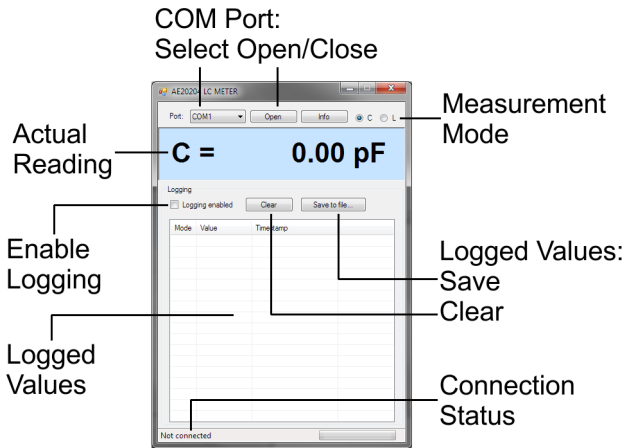 COM Port:
Select Open/Close
AE20204 LC METER
Port: COM1 Open Info C L
Measurement
Mode
Actual
Reading
C = 0.00 pF
Logging
Logging enabled Clear Save to file...
Mode Value Timestamp
Enable
Logging
Logged Values:
Save
Clear
Logged
Values
Connection
Status
Not connected